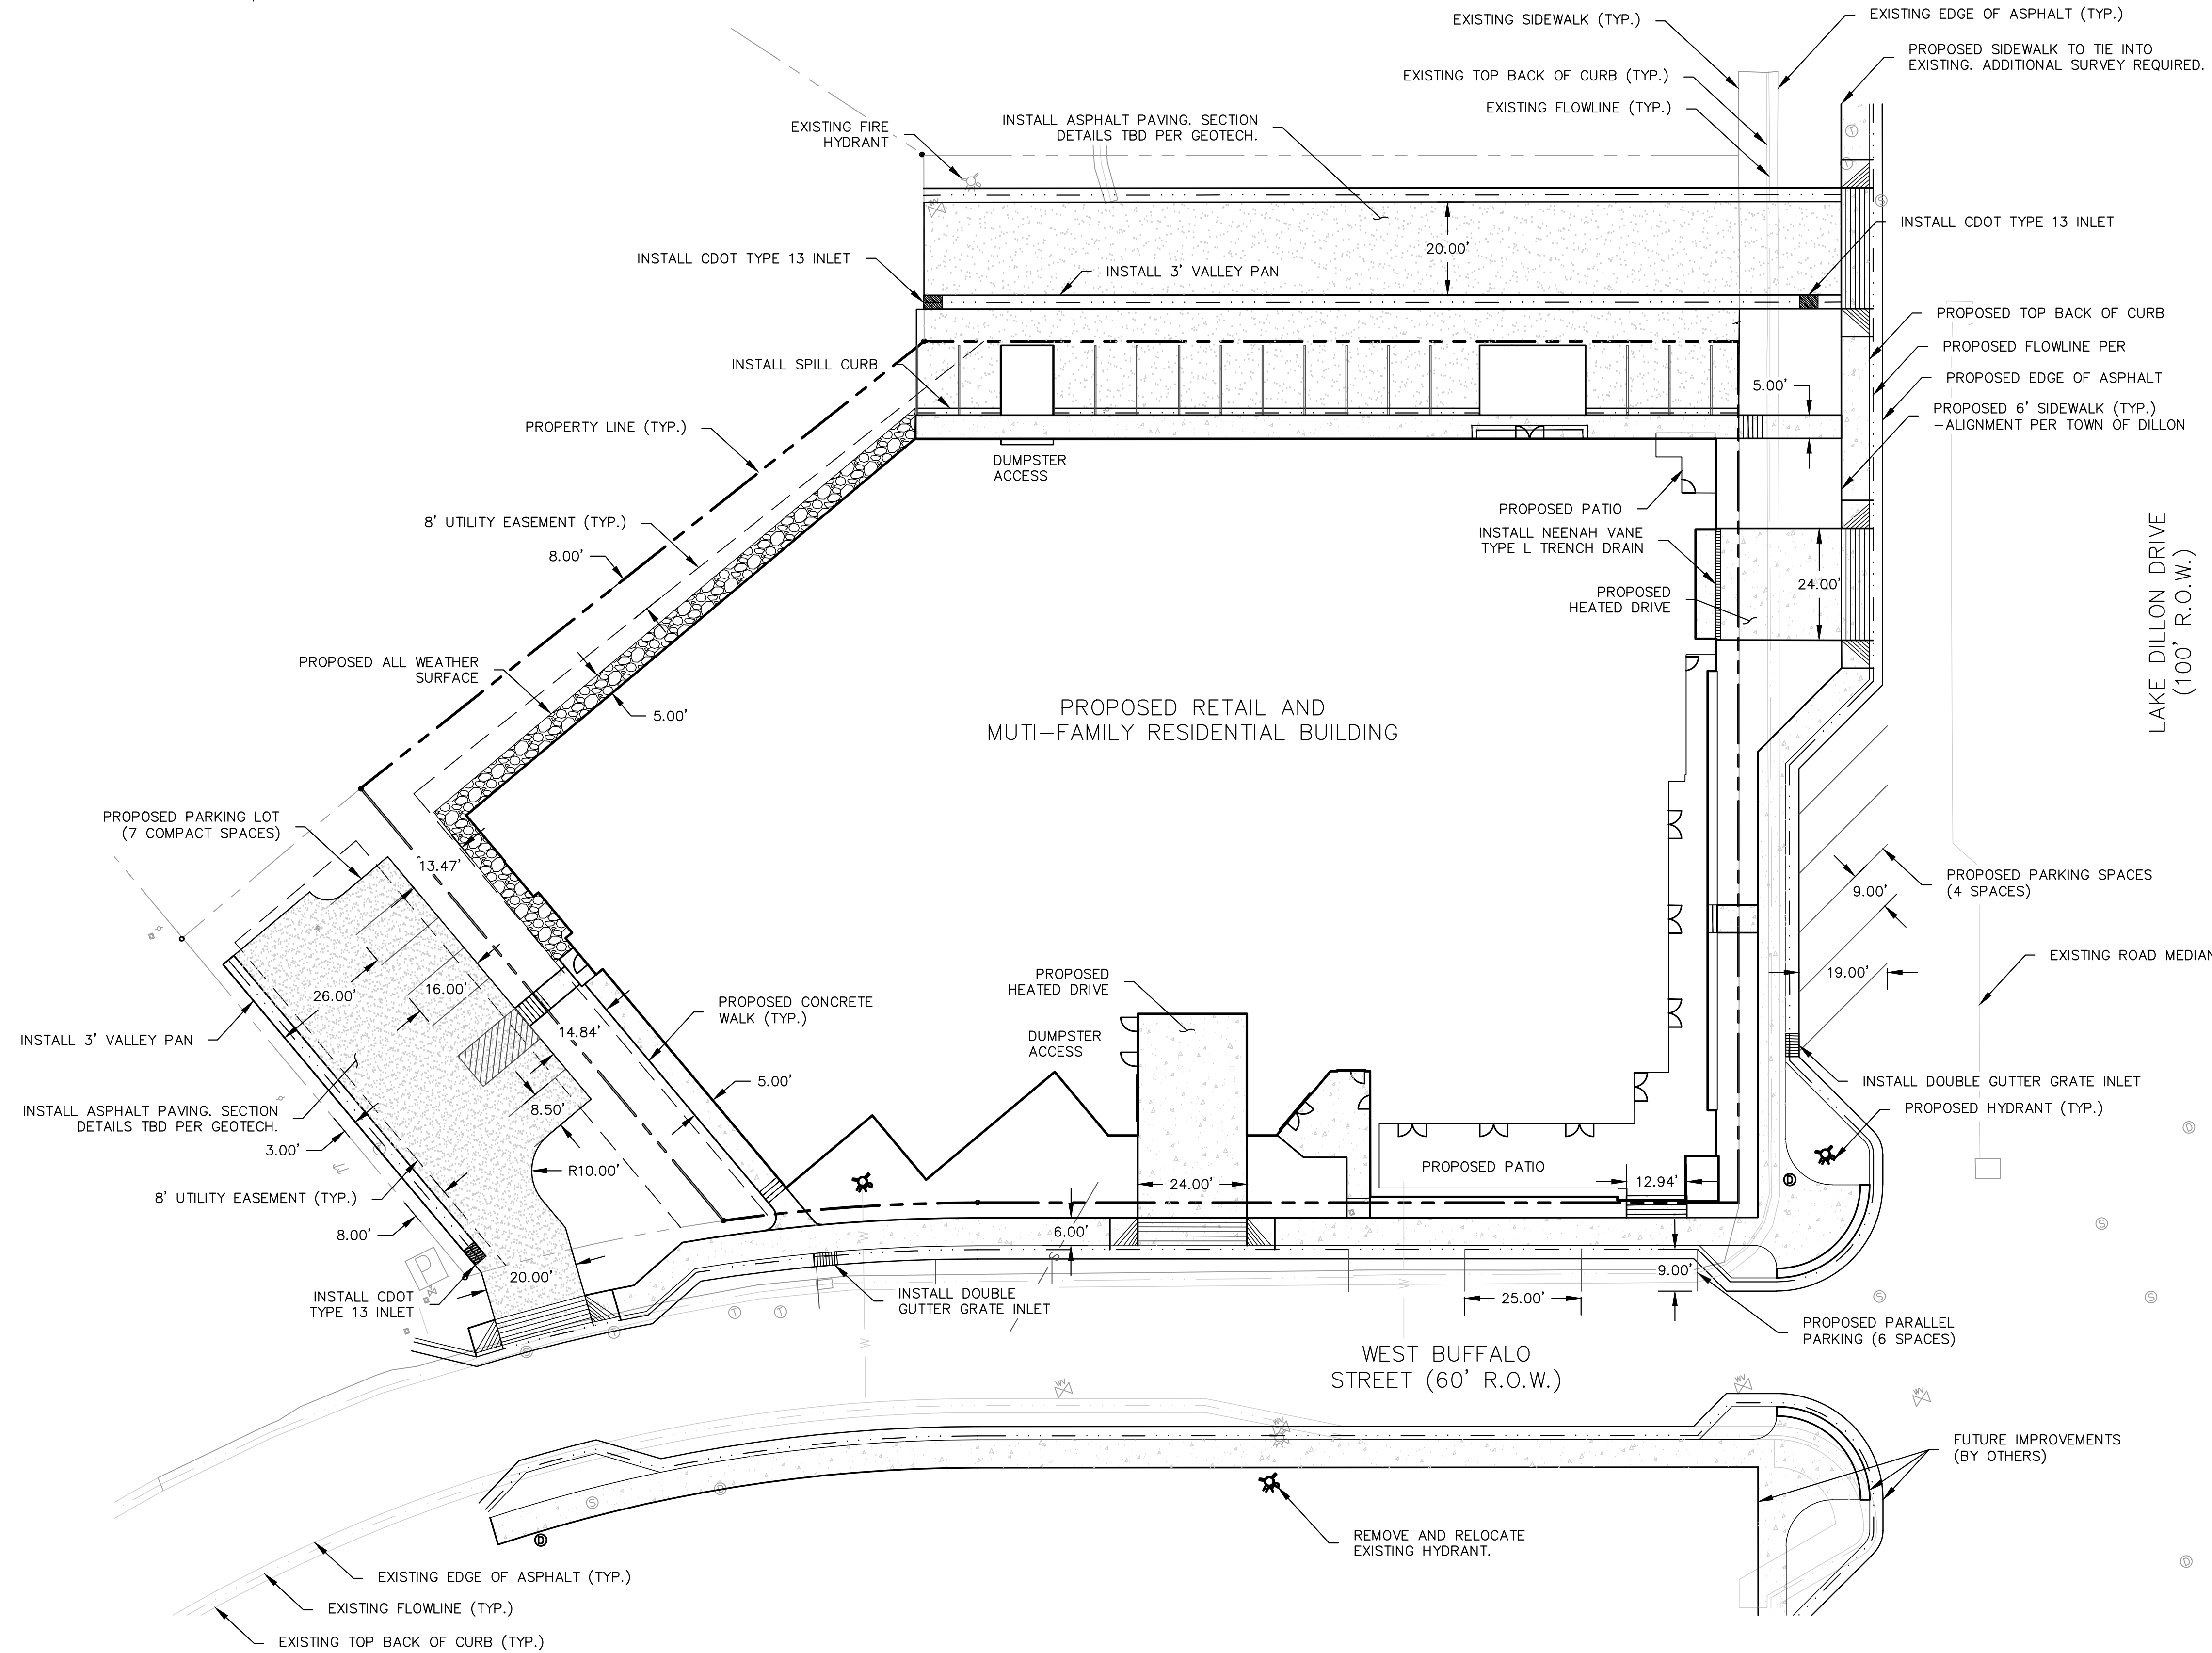 EXISTING SIDEWALK (TYP.)
EXISTING EDGE OF ASPHALT (TYP.)
PROPOSED SIDEWALK TO TIE INTO
EXISTING. ADDITIONAL SURVEY REQUIRED.
EXISTING TOP BACK OF CURB (TYP.)
EXISTING FLOWLINE (TYP.)
INSTALL ASPHALT PAVING. SECTION
DETAILS TBD PER GEOTECH.
EXISTING FIRE
HYDRANT
T
T
S
WV
INSTALL CDOT TYPE 13 INLET
20.00'
INSTALL CDOT TYPE 13 INLET
INSTALL 3' VALLEY PAN
PROPOSED TOP BACK OF CURB
PROPOSED FLOWLINE PER
INSTALL SPILL CURB
PROPOSED EDGE OF ASPHALT
5.00'
PROPOSED 6' SIDEWALK (TYP.)
-ALIGNMENT PER TOWN OF DILLON
PROPERTY LINE (TYP.)
DUMPSTER
ACCESS
PROPOSED PATIO
8' UTILITY EASEMENT (TYP.)
INSTALL NEENAH VANE
TYPE L TRENCH DRAIN
8.00'
24.00'
PROPOSED
HEATED DRIVE
LAKE DILLON DRIVE
(100' R.O.W.)
PROPOSED ALL WEATHER
SURFACE
5.00'
PROPOSED RETAIL AND
MUTI-FAMILY RESIDENTIAL BUILDING
PROPOSED PARKING LOT
(7 COMPACT SPACES)
13.47'
PROPOSED PARKING SPACES
(4 SPACES)
9.00'
EXISTING ROAD MEDIAN
19.00'
PROPOSED
HEATED DRIVE
26.00'
16.00'
PROPOSED CONCRETE
WALK (TYP.)
14.84'
INSTALL 3' VALLEY PAN
DUMPSTER
ACCESS
5.00'
INSTALL DOUBLE GUTTER GRATE INLET
8.50'
PROPOSED HYDRANT (TYP.)
INSTALL ASPHALT PAVING. SECTION
DETAILS TBD PER GEOTECH.
3.00'
D
R10.00'
PROPOSED PATIO
12.94'
24.00'
D
8' UTILITY EASEMENT (TYP.)
8.00'
6.00'
W
S
S
P
20.00'
9.00'
INSTALL CDOT
TYPE 13 INLET
INSTALL DOUBLE
GUTTER GRATE INLET
25.00'
W
S
S
T
T
T
PROPOSED PARALLEL
PARKING (6 SPACES)
W
D
WEST BUFFALO
STREET (60' R.O.W.)
WV
WV
WV
WV
FUTURE IMPROVEMENTS
(BY OTHERS)
D
S
REMOVE AND RELOCATE
EXISTING HYDRANT.
D
D
EXISTING EDGE OF ASPHALT (TYP.)
EXISTING FLOWLINE (TYP.)
EXISTING TOP BACK OF CURB (TYP.)